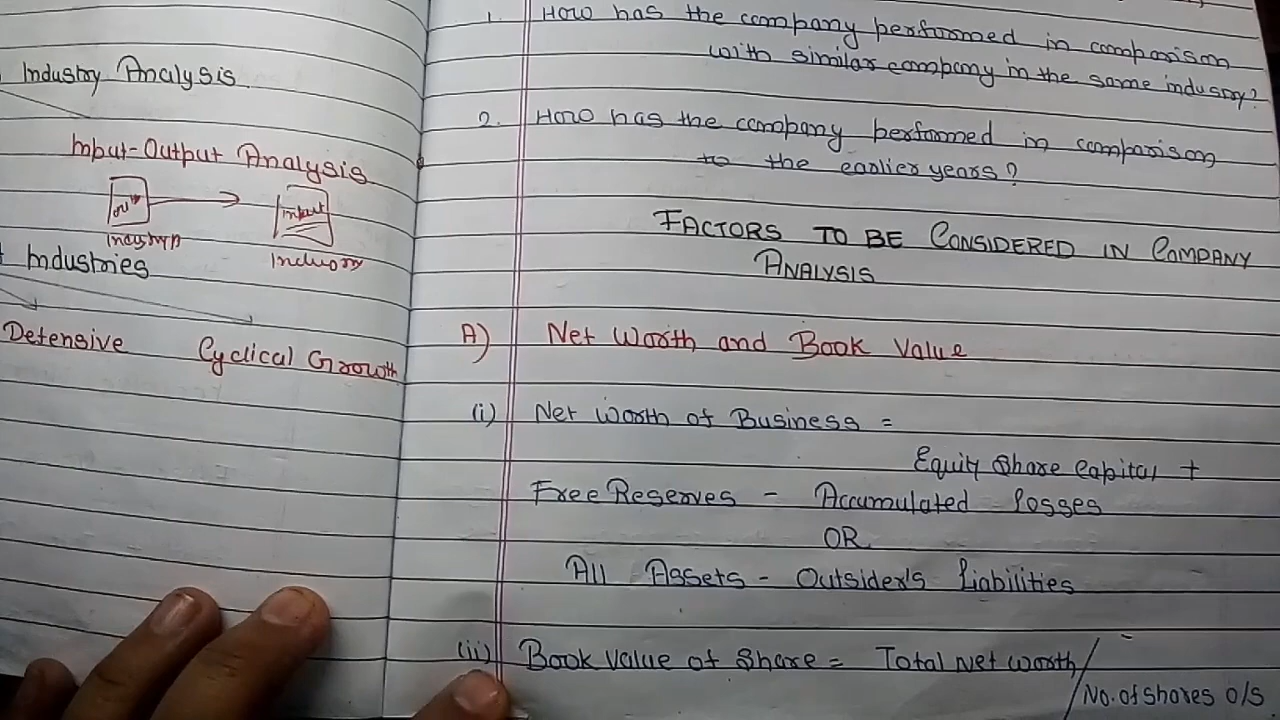 Industry Analysis
Input-Output Analysis
Input
Industry
Industries
Defensive Cyclical Growth
1. How has the company performed in comparison
with similar company in the same industry?
2. How has the company performed in comparison
to the earlier years?
FACTORS TO BE CONSIDERED IN COMPANY
ANALYSIS
A) Net Worth and Book Value
(i) Net Worth of Business =
Equity Share Capital +
Free Reserves - Accumulated Losses
OR
All Assets - Outsider's Liabilities
(ii) Book Value of Share = Total Net Worth /
No. of Shares O/S